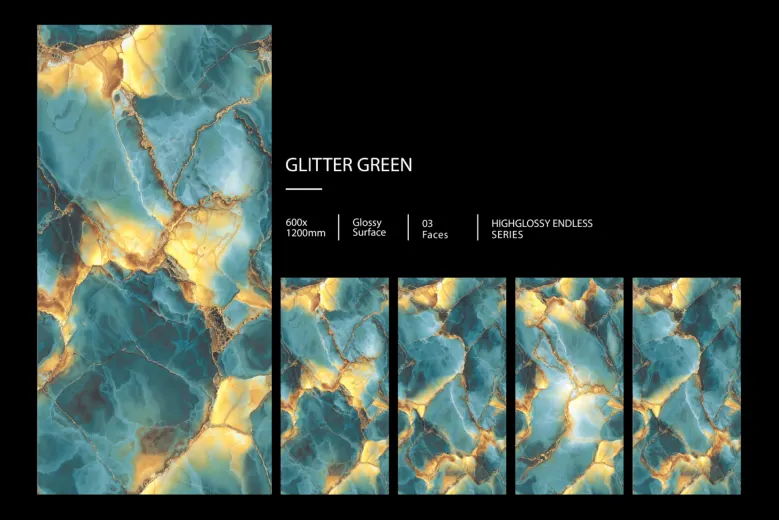 GLITTER GREEN
600x
1200mm
Glossy
Surface
03
Faces
HIGHGLOSSY ENDLESS
SERIES